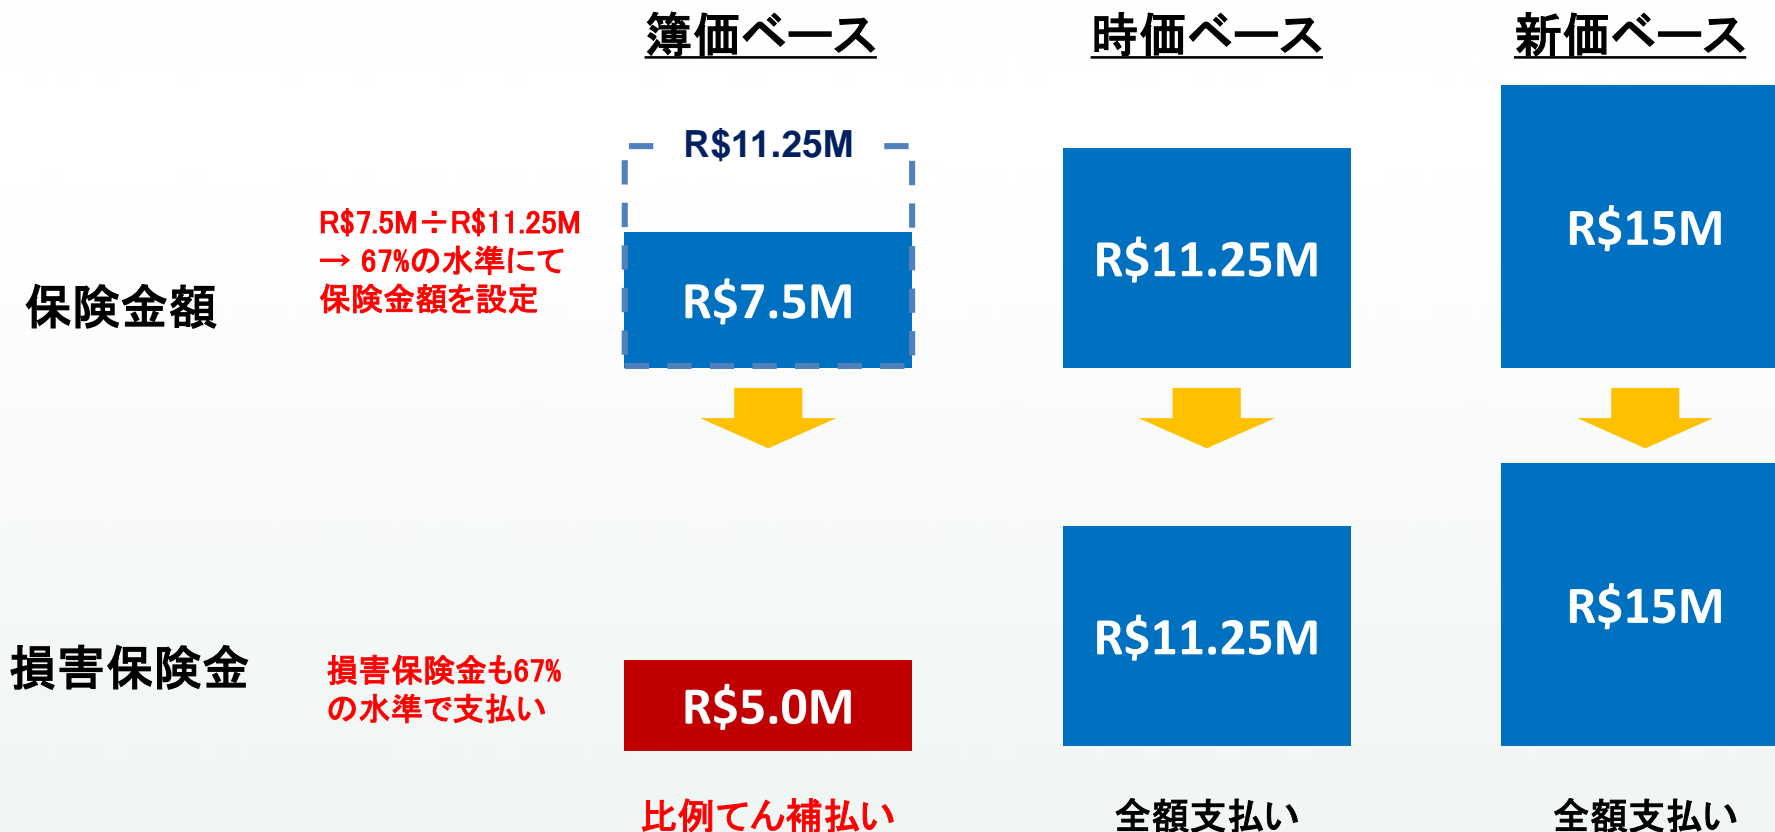 簿価ベース
時価ベース
新価ベース
R$11.25M
R$7.5M÷R$11.25M
→ 67%の水準にて
保険金額を設定
保険金額
R$7.5M
R$11.25M
R$15M
損害保険金
損害保険金も67%
の水準で支払い
R$5.0M
R$11.25M
R$15M
比例てん補払い
全額支払い
全額支払い